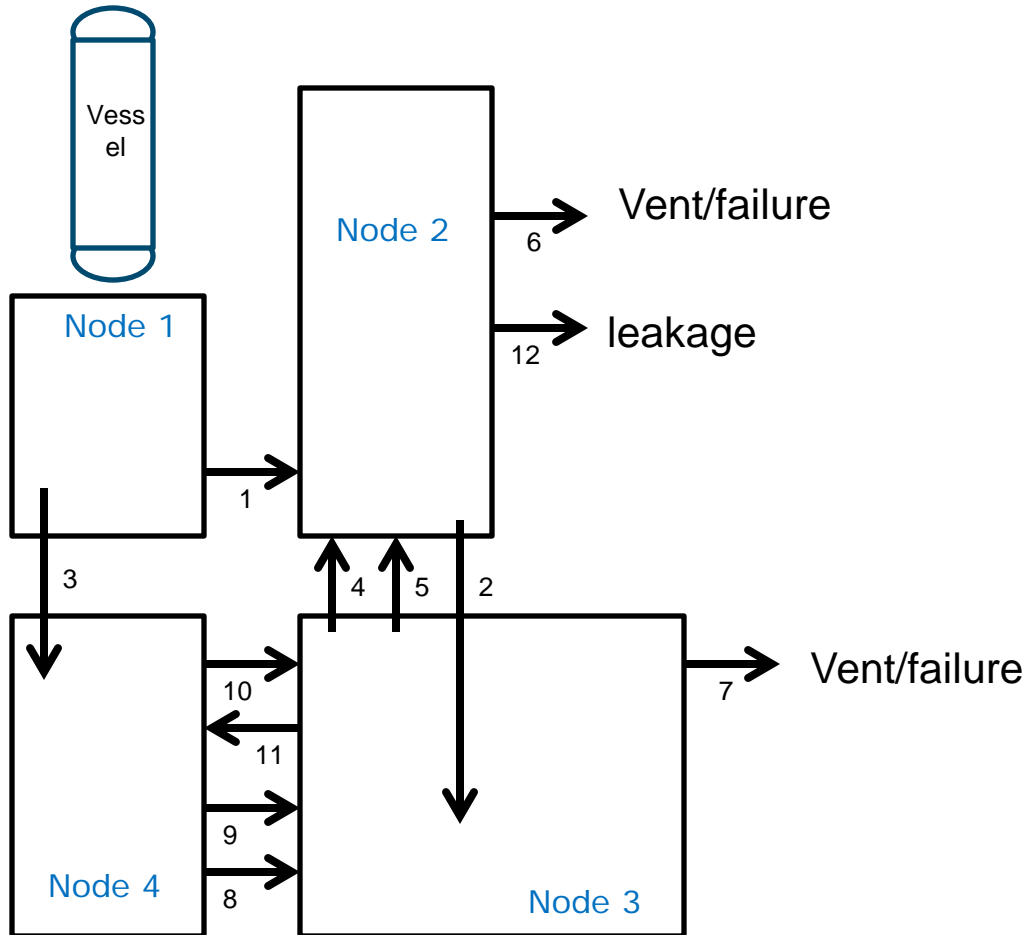 Vess
el
Node 1
Node 2
Vent/failure
6
leakage
12
1
3
4
5
2
10
11
9
8
7
Vent/failure
Node 4
Node 3